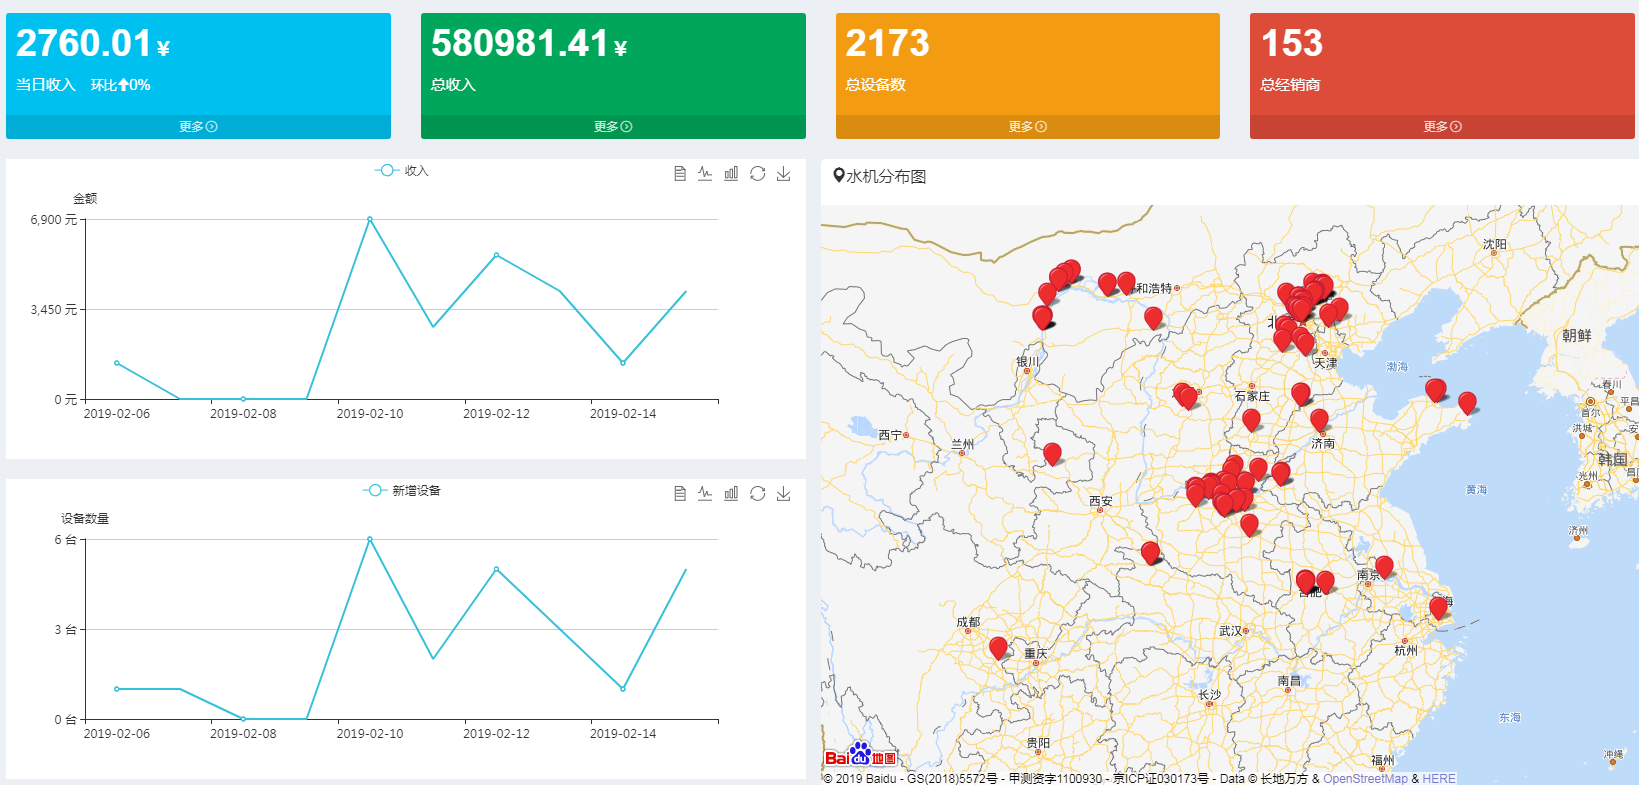 2760.01 ¥
当日收入 环比 0%
更多
580981.41 ¥
总收入
更多
2173
总设备数
更多
153
总经销商
更多
收入
金额
6,900 元
3,450 元
0 元
2019-02-06
2019-02-08
2019-02-10
2019-02-12
2019-02-14
新增设备
设备数量
6 台
3 台
0 台
2019-02-06
2019-02-08
2019-02-10
2019-02-12
2019-02-14
水机分布图
沈阳
和浩特
北
朝鲜
银川
天津
渤海
石家庄
春川
平昌
首尔
洪城
安
西宁
兰州
济南
韩国
光州
黄海
西安
济州
南京
合肥
海
成都
武汉
杭州
重庆
南昌
长沙
东海
贵阳
福州
冲绳
Bai du 地图
© 2019 Baidu - GS(2018)5572号 - 甲测资字1100930 - 京ICP证030173号 - Data © 长地万方 & OpenStreetMap & HERE